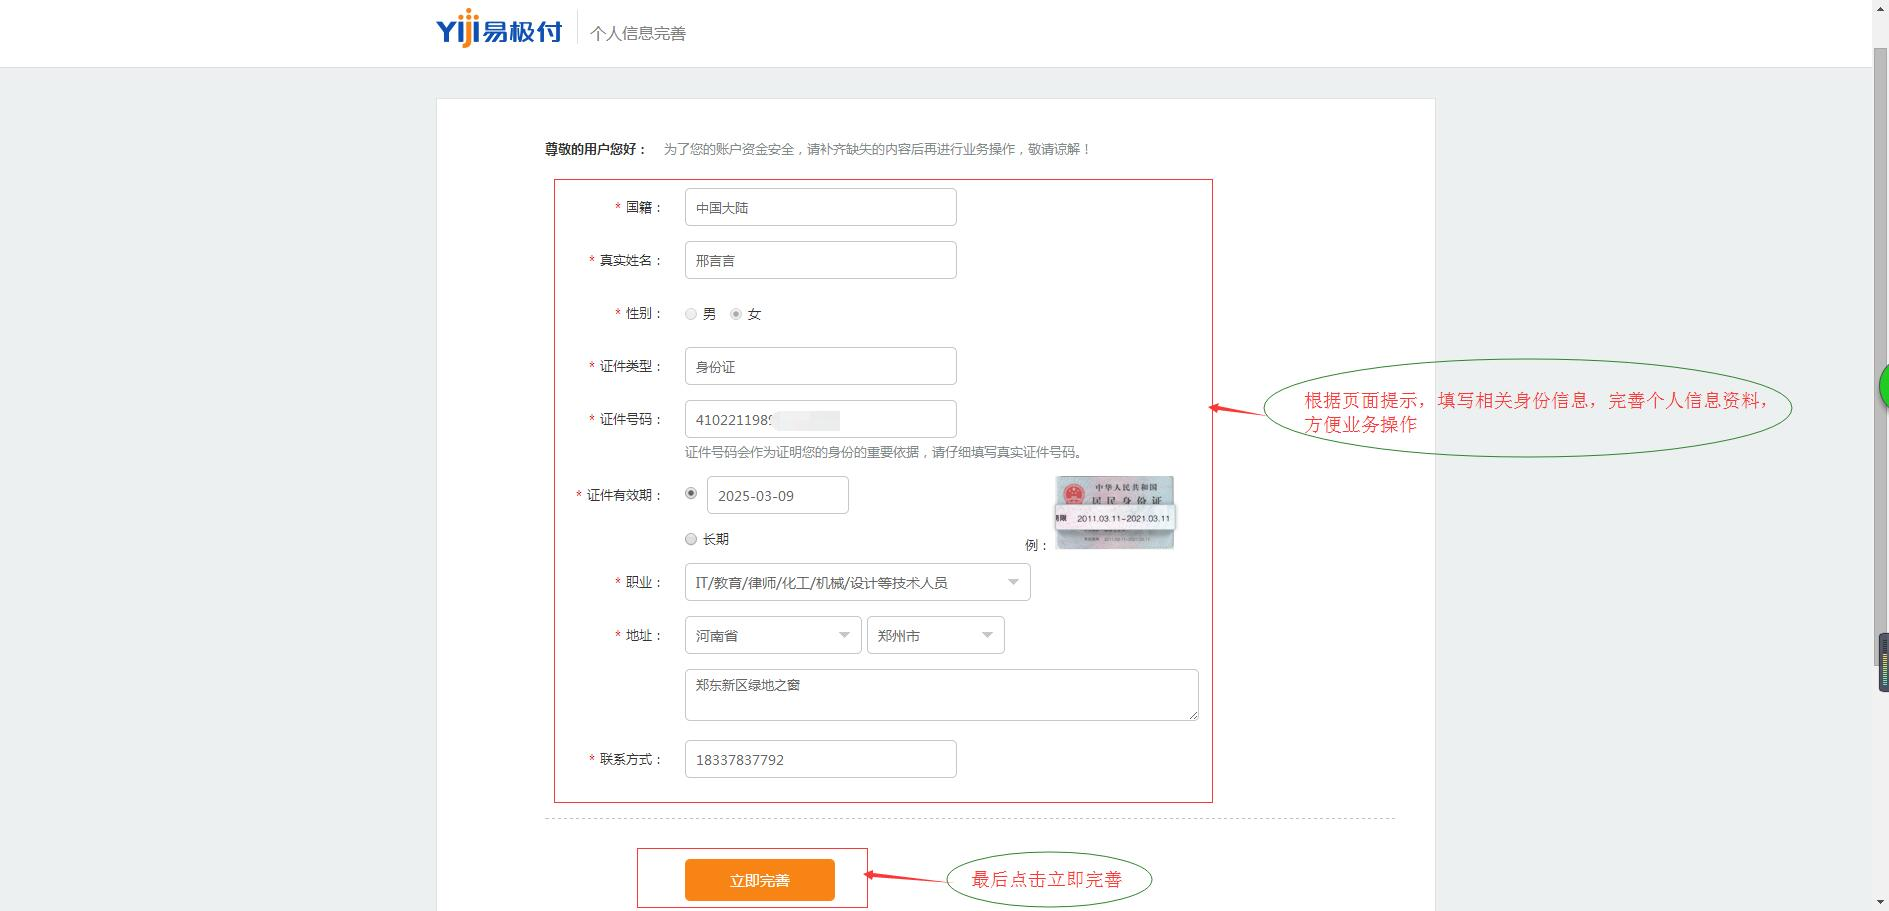 Yiji易极付 个人信息完善
尊敬的用户您好： 为了您的账户资金安全，请补齐缺失的内容后再进行业务操作，敬请谅解！
* 国籍： 中国大陆
* 真实姓名： 邢言言
* 性别： 男 女
* 证件类型： 身份证
* 证件号码： 410221198
证件号码会作为证明您的身份的重要依据，请仔细填写真实证件号码。
* 证件有效期： 2025-03-09
长期
例：
中华人民共和国
居民身份证
期限 2011.03.11-2021.03.11
* 职业： IT/教育/律师/化工/机械/设计等技术人员
* 地址： 河南省 郑州市
郑东新区绿地之窗
* 联系方式： 18337837792
根据页面提示，填写相关身份信息，完善个人信息资料，
方便业务操作
立即完善
最后点击立即完善